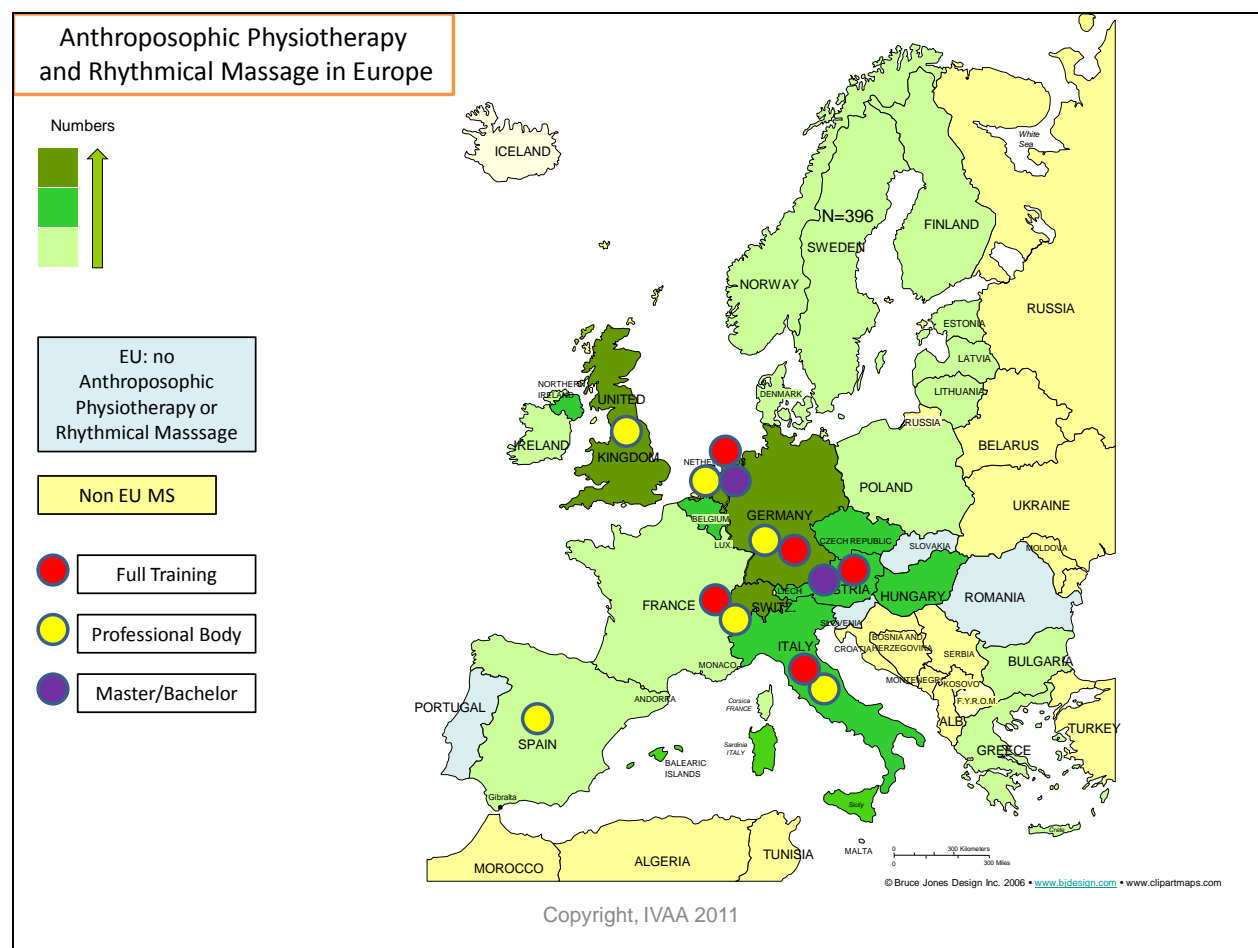 Anthroposophic Physiotherapy
and Rhythmical Massage in Europe
Numbers
EU: no
Anthroposophic
Physiotherapy or
Rhythmical Masssage
Non EU MS
Full Training
Professional Body
Master/Bachelor
ICELAND
White
Sea
N=396
SWEDEN
FINLAND
NORWAY
RUSSIA
ESTONIA
LATVIA
LITHUANIA
DENMARK
RUSSIA
BELARUS
NORTHERN
IRELAND
UNITED
KINGDOM
IRELAND
POLAND
UKRAINE
GERMANY
BELGIUM
LUX.
CZECH REPUBLIC
SLOVAKIA
MOLDOVA
FRANCE
SWITZ.
LIECH
HUNGARY
ROMANIA
SLOVENIA
ITALY
CROATIA
BOSNIA AND
HERZEGOVINA
SERBIA
BULGARIA
MONACO
ANDORRA
Corsica
FRANCE
KOSOVO
F.Y.R.O.M.
ALB
TURKEY
PORTUGAL
SPAIN
Sardinia
ITALY
GREECE
BALEARIC
ISLANDS
Gibralta
Sicily
Crete
MALTA
MOROCCO
ALGERIA
TUNISIA
0 300 Kilometers
0 300 Miles
© Bruce Jones Design Inc. 2006 • www.bjdesign.com • www.clipartmaps.com
Copyright, IVAA 2011